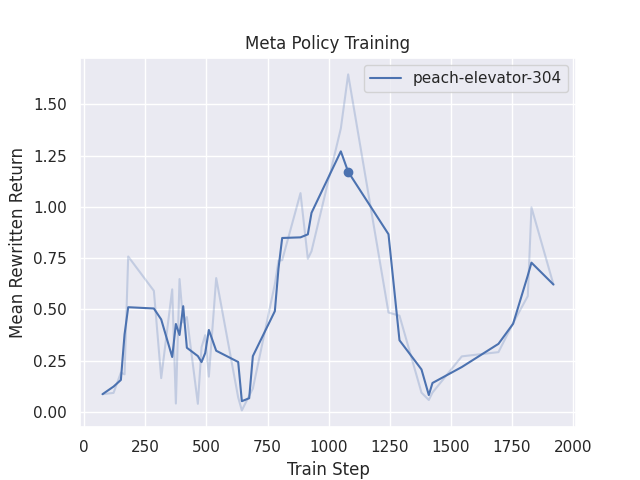 Meta Policy Training
peach-elevator-304
Mean Rewritten Return
1.50
1.25
1.00
0.75
0.50
0.25
0.00
0 250 500 750 1000 1250 1500 1750 2000
Train Step